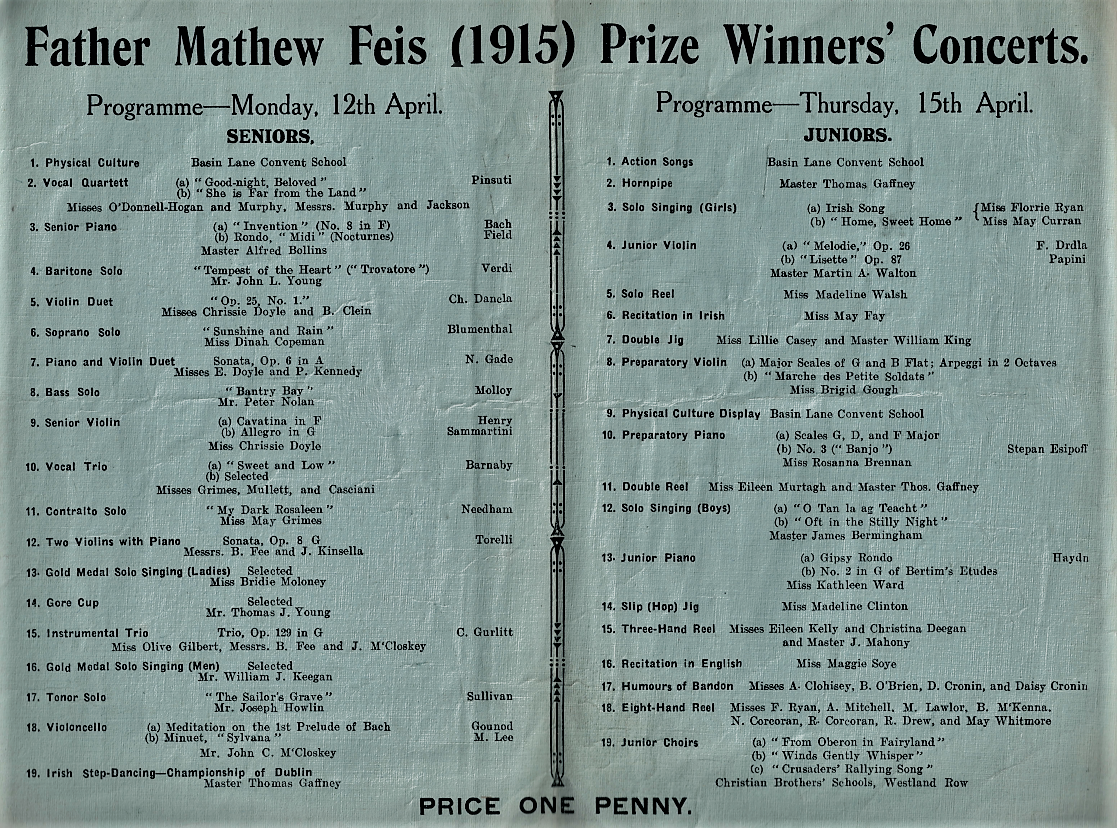 Father Mathew Feis (1915) Prize Winners' Concerts.
Programme—Monday, 12th April.
SENIORS.
1. Physical Culture Basin Lane Convent School
2. Vocal Quartett (a) "Good-night, Beloved" Pinsuti
(b) "She is Far from the Land"
Misses O'Donnell-Hogan and Murphy, Messrs. Murphy and Jackson
3. Senior Piano (a) "Invention" (No. 8 in F) Bach
(b) Rondo, "Midi" (Nocturnes) Field
Master Alfred Bollins
4. Baritone Solo "Tempest of the Heart" ("Trovatore") Verdi
Mr. John L. Young
5. Violin Duet "Op. 25, No. 1." Ch. Dancla
Misses Chrissie Doyle and B. Clein
6. Soprano Solo "Sunshine and Rain" Blumenthal
Miss Dinah Copeman
7. Piano and Violin Duet Sonata, Op. 6 in A N. Gade
Misses E. Doyle and P. Kennedy
8. Bass Solo "Bantry Bay" Molloy
Mr. Peter Nolan
9. Senior Violin (a) Cavatina in F Henry
(b) Allegro in G Sammartini
Miss Chrissie Doyle
10. Vocal Trio (a) "Sweet and Low" Barnaby
(b) Selected
Misses Grimes, Mullett, and Casciani
11. Contralto Solo "My Dark Rosaleen" Needham
Miss May Grimes
12. Two Violins with Piano Sonata, Op. 8 G Torelli
Messrs. B. Fee and J. Kinsella
13. Gold Medal Solo Singing (Ladies) Selected
Miss Bridie Moloney
14. Gore Cup Selected
Mr. Thomas J. Young
15. Instrumental Trio Trio, Op. 129 in G C. Gurlitt
Miss Olive Gilbert, Messrs. B. Fee and J. M'Closkey
16. Gold Medal Solo Singing (Men) Selected
Mr. William J. Keegan
17. Tonor Solo "The Sailor's Grave" Sullivan
Mr. Joseph Howlin
18. Violoncello (a) Meditation on the 1st Prelude of Bach Gounod
(b) Minuet, "Sylvana" M. Lee
Mr. John C. M'Closkey
19. Irish Step-Dancing—Championship of Dublin
Master Thomas Gaffney
Programme—Thursday, 15th April.
JUNIORS.
1. Action Songs Basin Lane Convent School
2. Hornpipe Master Thomas Gaffney
3. Solo Singing (Girls) (a) Irish Song {Miss Florrie Ryan
(b) "Home, Sweet Home" Miss May Curran
4. Junior Violin (a) "Melodie," Op. 26 F. Drdla
(b) "Lisette" Op. 87 Papini
Master Martin A. Walton
5. Solo Reel Miss Madeline Walsh
6. Recitation in Irish Miss May Fay
7. Double Jig Miss Lillie Casey and Master William King
8. Preparatory Violin (a) Major Scales of G and B Flat; Arpeggi in 2 Octaves
(b) "Marche des Petite Soldats"
Miss Brigid Gough
9. Physical Culture Display Basin Lane Convent School
10. Preparatory Piano (a) Scales G, D, and F Major
(b) No. 3 ("Banjo") Stepan Esipoff
Miss Rosanna Brennan
11. Double Reel Miss Eileen Murtagh and Master Thos. Gaffney
12. Solo Singing (Boys) (a) "O Tan la ag Teacht"
(b) "Oft in the Stilly Night"
Master James Bermingham
13. Junior Piano (a) Gipsy Rondo Haydn
(b) No. 2 in G of Bertim's Etudes
Miss Kathleen Ward
14. Slip (Hop) Jig Miss Madeline Clinton
15. Three-Hand Reel Misses Eileen Kelly and Christina Deegan
and Master J. Mahony
16. Recitation in English Miss Maggie Soye
17. Humours of Bandon Misses A. Clohisey, B. O'Brien, D. Cronin, and Daisy Cronin
18. Eight-Hand Reel Misses F. Ryan, A. Mitchell, M. Lawlor, B. M'Kenna,
N. Corcoran, R. Corcoran, R. Drew, and May Whitmore
19. Junior Choirs (a) "From Oberon in Fairyland"
(b) "Winds Gently Whisper"
(c) "Crusaders' Rallying Song"
Christian Brothers' Schools, Westland Row
PRICE ONE PENNY.